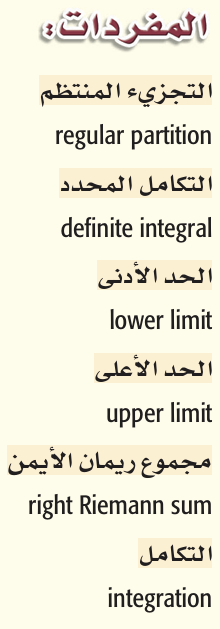 المفردات:
التجزيء المنتظم
regular partition
التكامل المحدد
definite integral
الحد الأدنى
lower limit
الحد الأعلى
upper limit
مجموع ريمان الأيمن
right Riemann sum
التكامل
integration